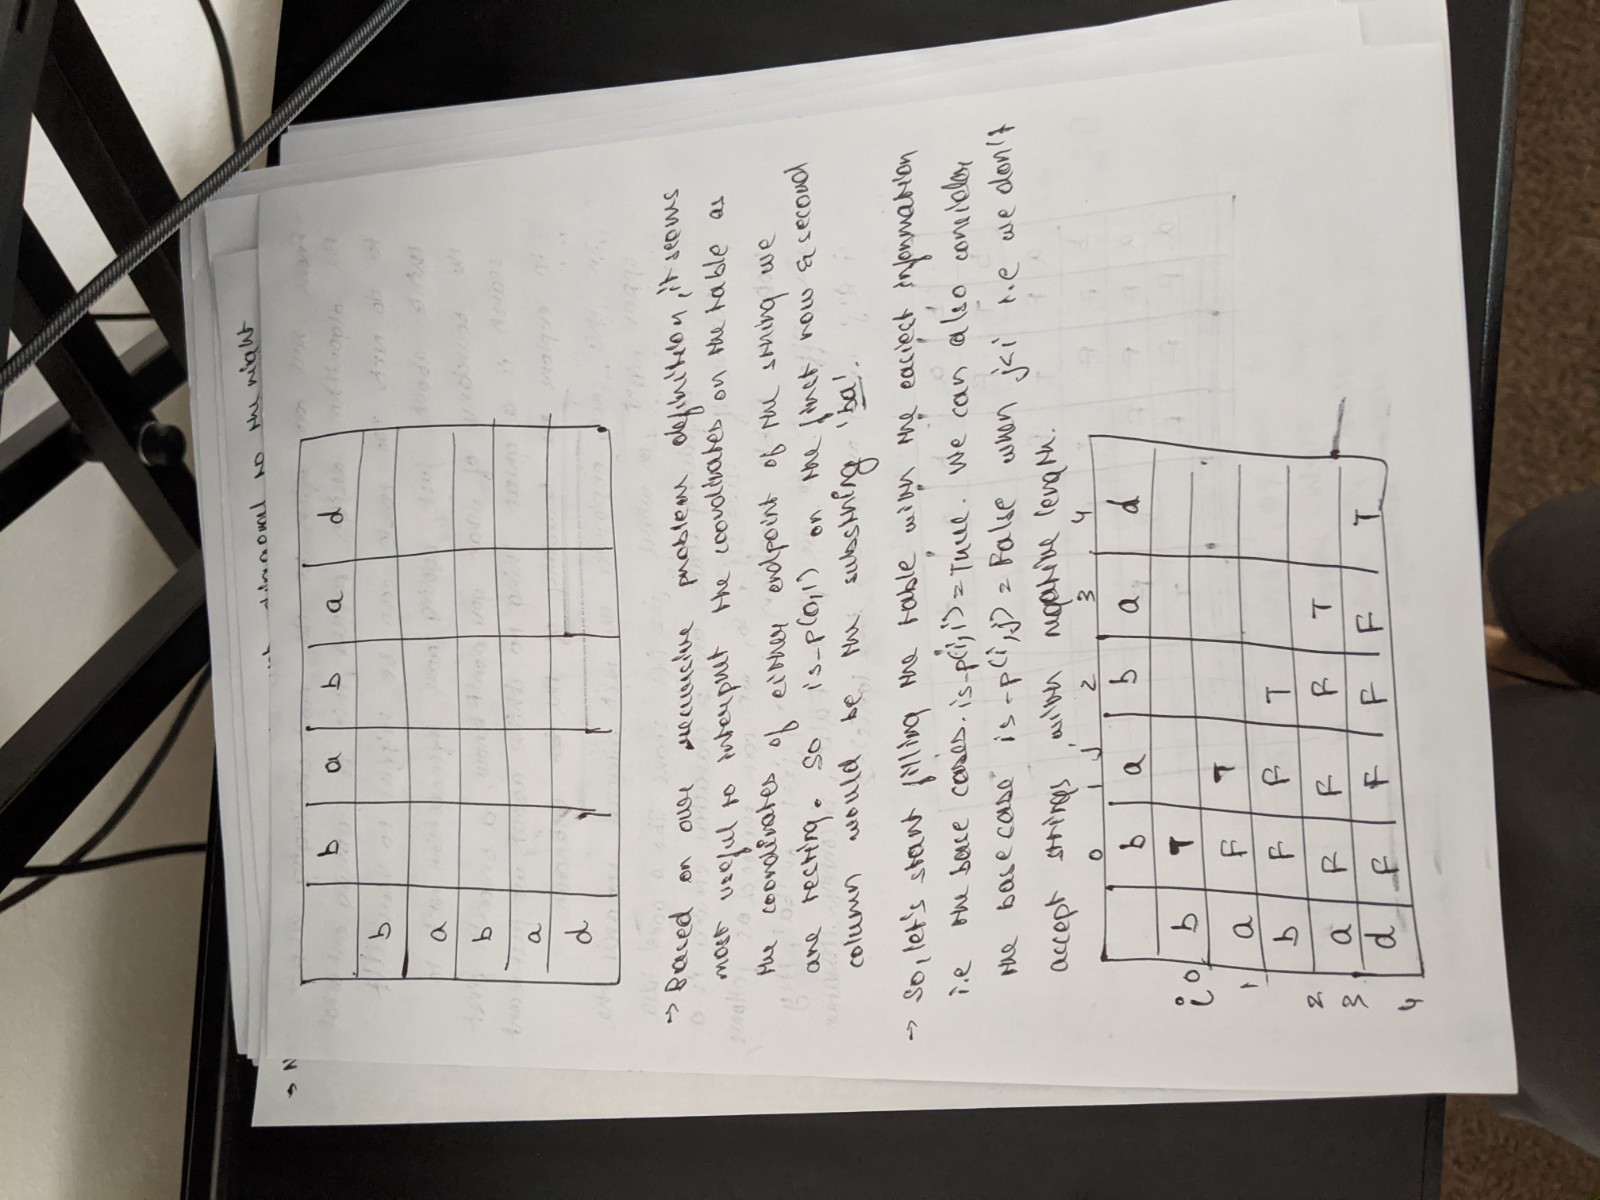 the right
b a b a d
b
a
b
a
d
→ Based on our recursive problem definition, it seems
most useful to interpret the coordinates on the table as
the coordinates of either endpoint of the string we
are testing. So is-p(0,1) on the first row & second
column would be the substring 'ba'.
→ So, let's start filling the table with the easiest information
i.e the base cases. is-p(i,i) = True. We can also consider
the base case is-p(i,j) = False when j<i i.e we don't
accept strings with negative length.
0 1 j 2 3 4
b a b a d
i 0 b T
1 a F T
2 b F F T
3 a F F F T
4 d F F F F T